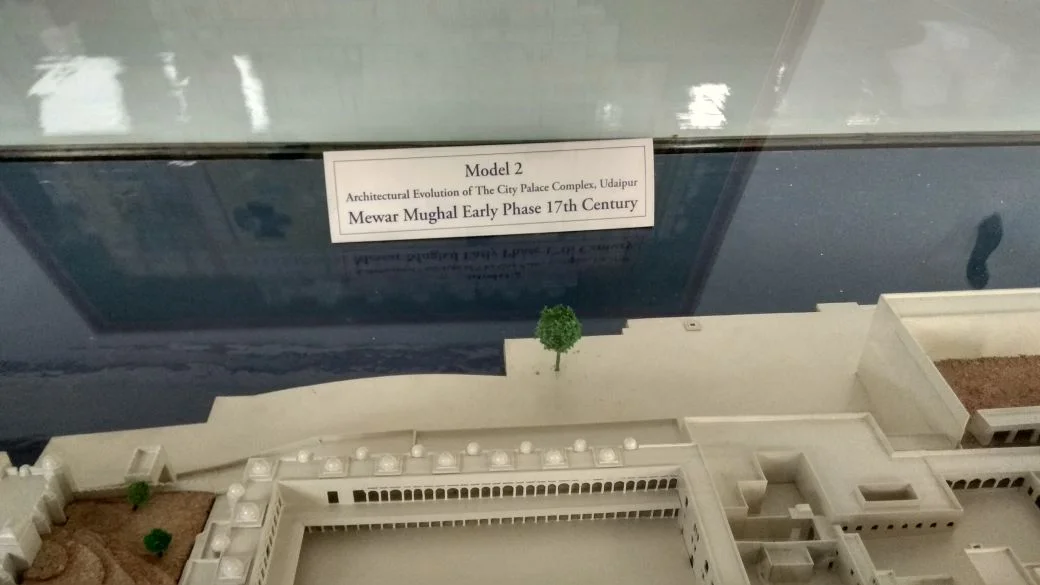 Model 2
Architectural Evolution of The City Palace Complex, Udaipur
Mewar Mughal Early Phase 17th Century